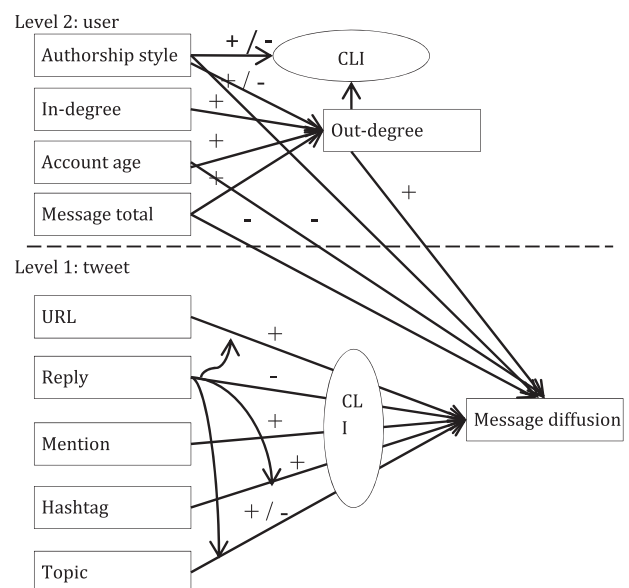 Level 2: user
Authorship style
+ / -
CLI
+ / -
In-degree
+
Out-degree
+
Account age
+
+
Message total
-
-
Level 1: tweet
URL
+
Reply
-
CL
I
Mention
+
Message diffusion
+
Hashtag
+ / -
Topic